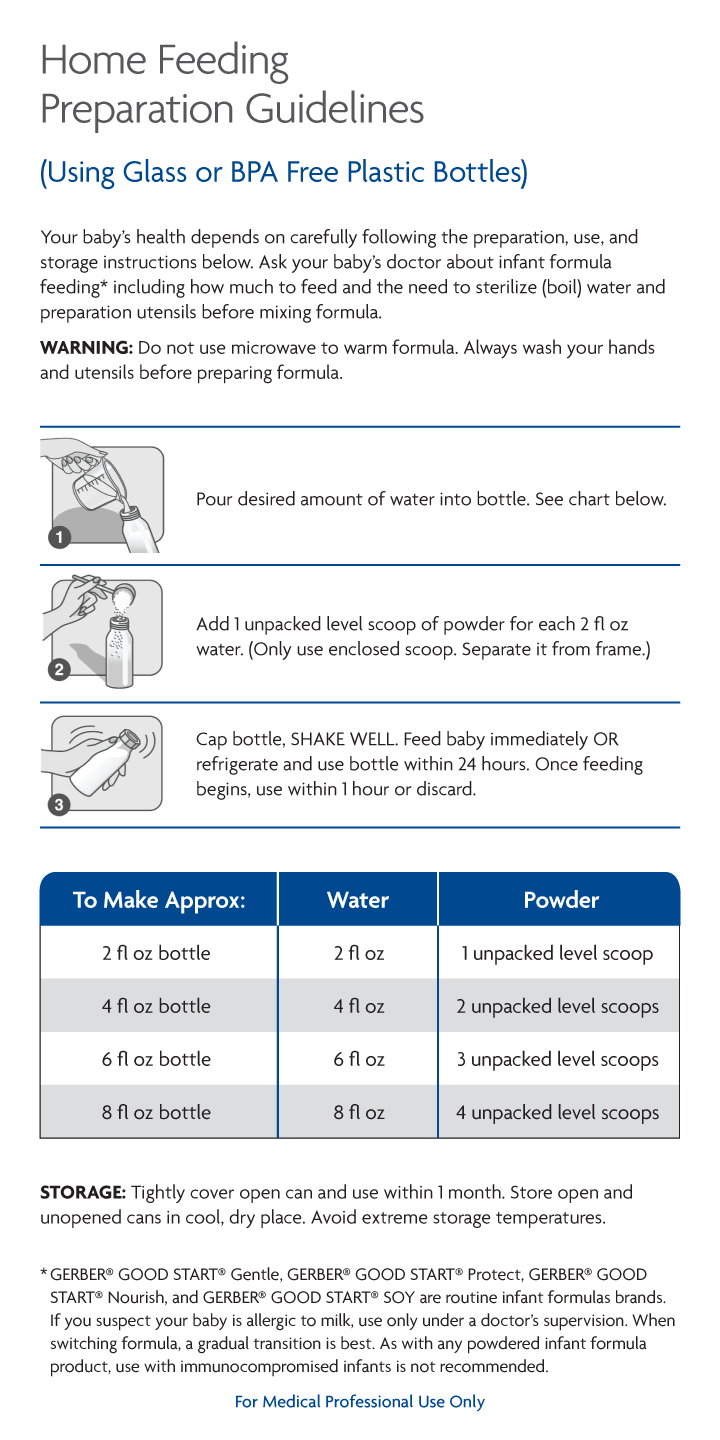 Home Feeding
Preparation Guidelines
(Using Glass or BPA Free Plastic Bottles)
Your baby's health depends on carefully following the preparation, use, and
storage instructions below. Ask your baby's doctor about infant formula
feeding* including how much to feed and the need to sterilize (boil) water and
preparation utensils before mixing formula.
WARNING: Do not use microwave to warm formula. Always wash your hands
and utensils before preparing formula.
1
Pour desired amount of water into bottle. See chart below.
2
Add 1 unpacked level scoop of powder for each 2 fl oz
water. (Only use enclosed scoop. Separate it from frame.)
3
Cap bottle, SHAKE WELL. Feed baby immediately OR
refrigerate and use bottle within 24 hours. Once feeding
begins, use within 1 hour or discard.
To Make Approx: Water Powder
2 fl oz bottle 2 fl oz 1 unpacked level scoop
4 fl oz bottle 4 fl oz 2 unpacked level scoops
6 fl oz bottle 6 fl oz 3 unpacked level scoops
8 fl oz bottle 8 fl oz 4 unpacked level scoops
STORAGE: Tightly cover open can and use within 1 month. Store open and
unopened cans in cool, dry place. Avoid extreme storage temperatures.
* GERBER® GOOD START® Gentle, GERBER® GOOD START® Protect, GERBER® GOOD
START® Nourish, and GERBER® GOOD START® SOY are routine infant formulas brands.
If you suspect your baby is allergic to milk, use only under a doctor's supervision. When
switching formula, a gradual transition is best. As with any powdered infant formula
product, use with immunocompromised infants is not recommended.
For Medical Professional Use Only